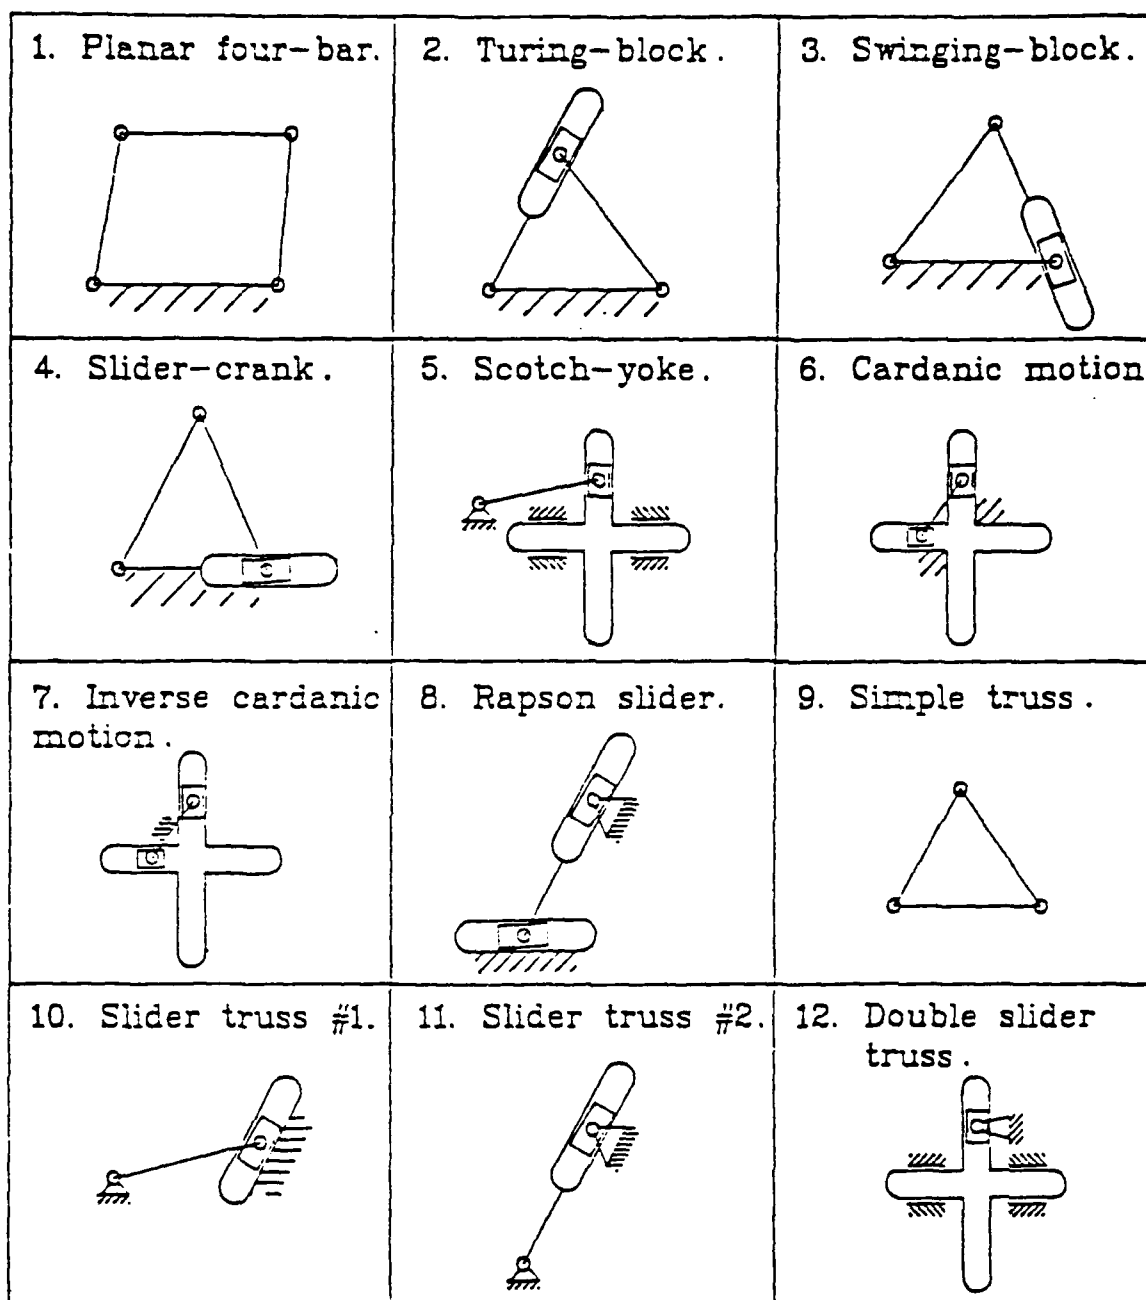 1. Planar four-bar.
2. Turing-block.
3. Swinging-block.
4. Slider-crank.
5. Scotch-yoke.
6. Cardanic motion
7. Inverse cardanic
motion.
8. Rapson slider.
9. Simple truss.
10. Slider truss #1.
11. Slider truss #2.
12. Double slider
truss.